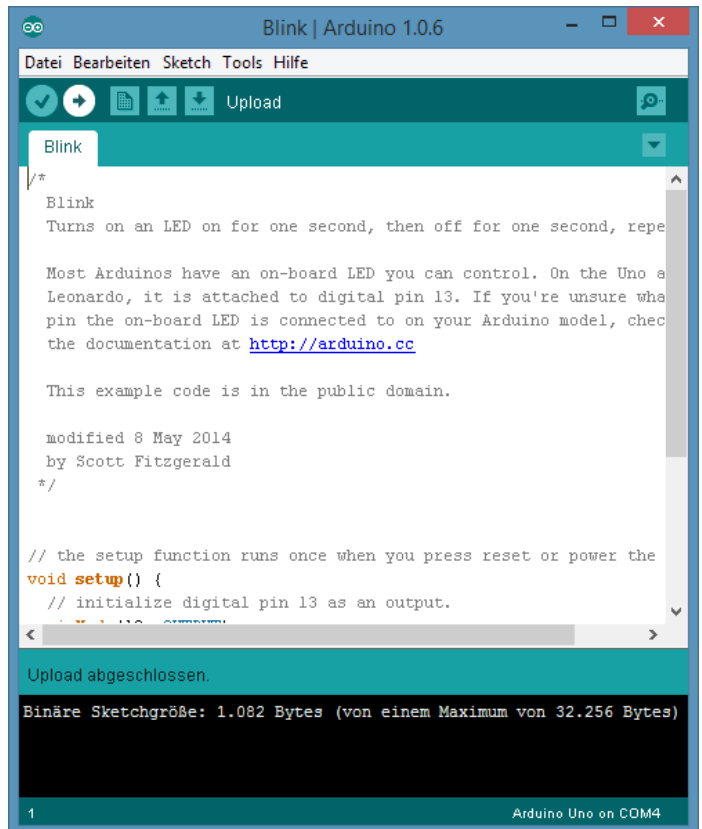 Blink | Arduino 1.0.6
Datei Bearbeiten Sketch Tools Hilfe
Upload
Blink
/*
Blink
Turns on an LED on for one second, then off for one second, repe
Most Arduinos have an on-board LED you can control. On the Uno a
Leonardo, it is attached to digital pin 13. If you're unsure wha
pin the on-board LED is connected to on your Arduino model, chec
the documentation at http://arduino.cc
This example code is in the public domain.
modified 8 May 2014
by Scott Fitzgerald
*/
// the setup function runs once when you press reset or power the
void setup() {
// initialize digital pin 13 as an output.
Upload abgeschlossen.
Binäre Sketchgröße: 1.082 Bytes (von einem Maximum von 32.256 Bytes)
1
Arduino Uno on COM4